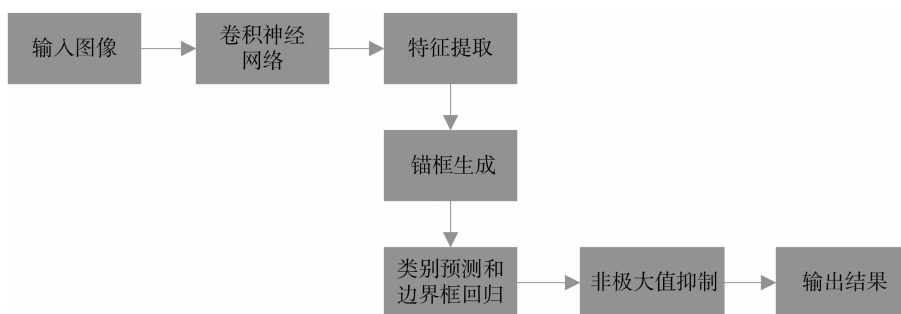 输入图像
卷积神经
网络
特征提取
锚框生成
类别预测和
边界框回归
非极大值抑制
输出结果